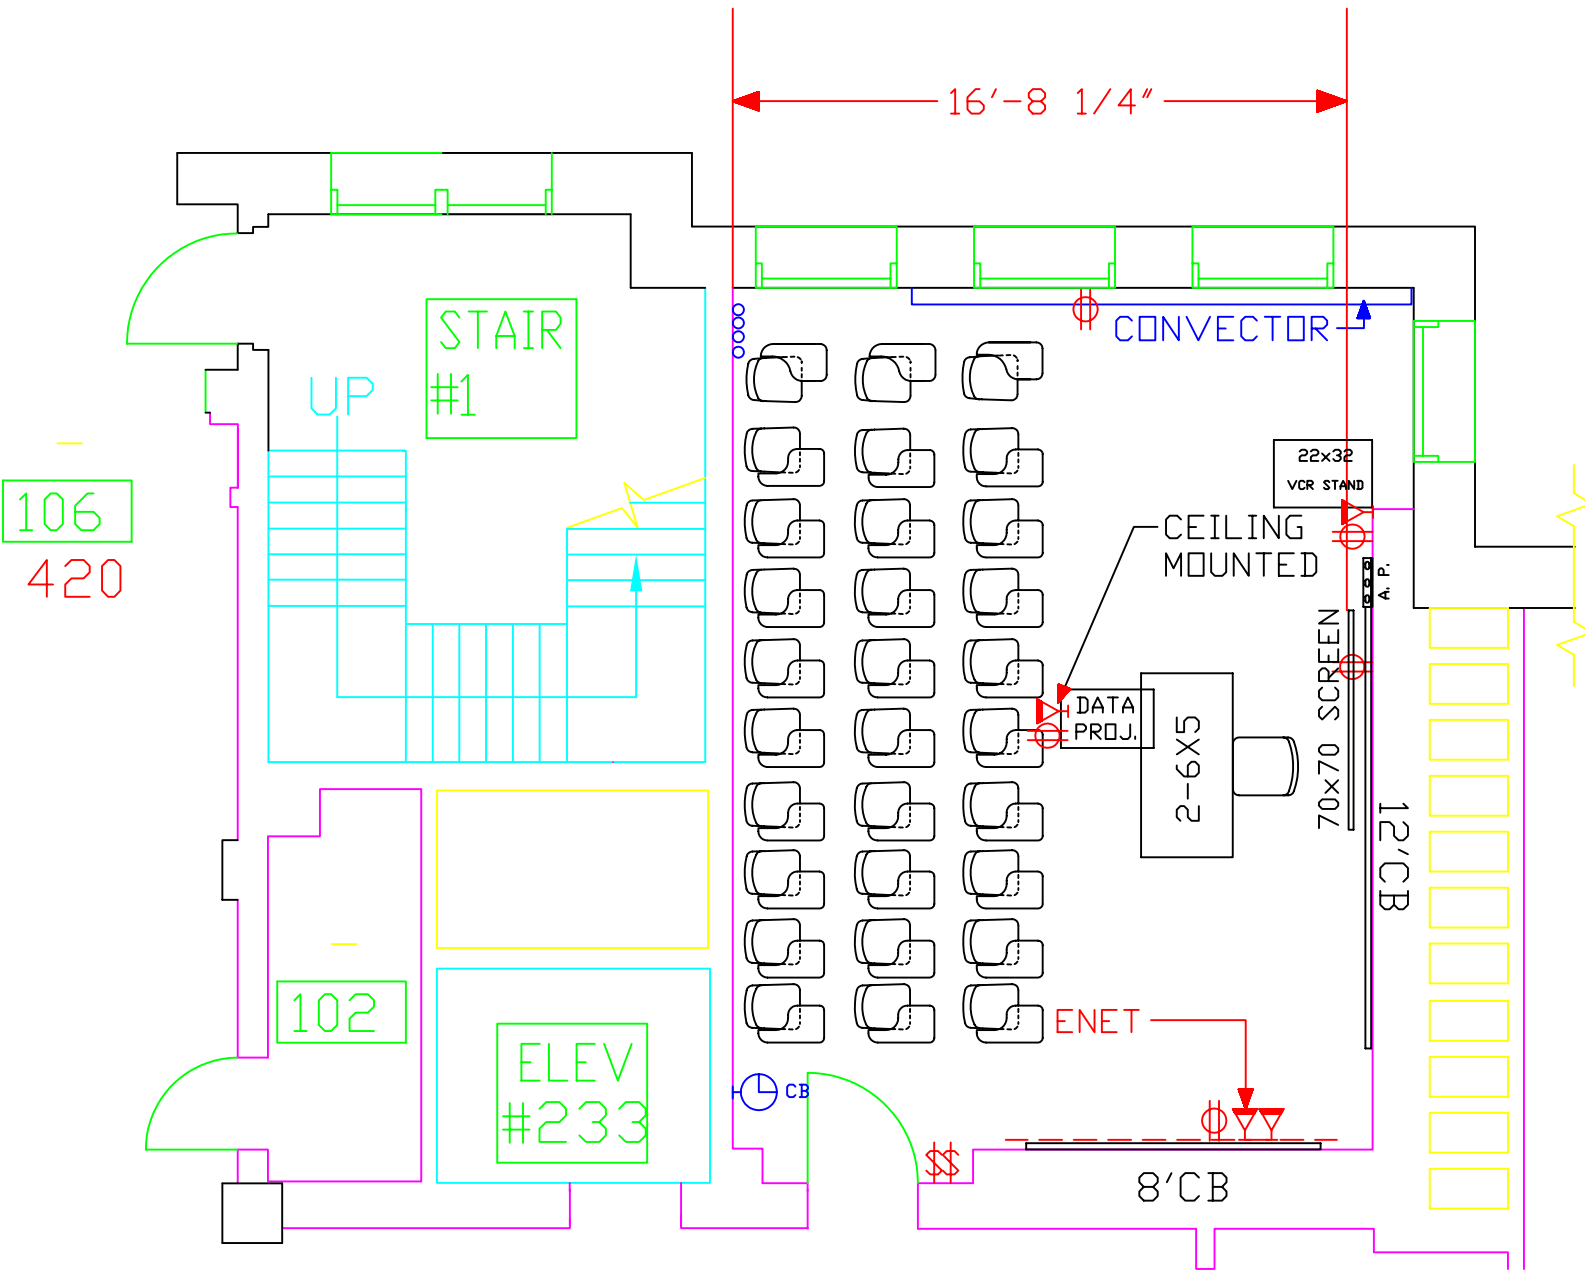 16'-8 1/4"
STAIR
#1
UP
CONVECTOR
22x32
VCR STAND
106
420
CEILING
MOUNTED
A. P.
70x70 SCREEN
DATA
PROJ.
2-6X5
12'CB
102
ENET
ELEV
#233
CB
8'CB